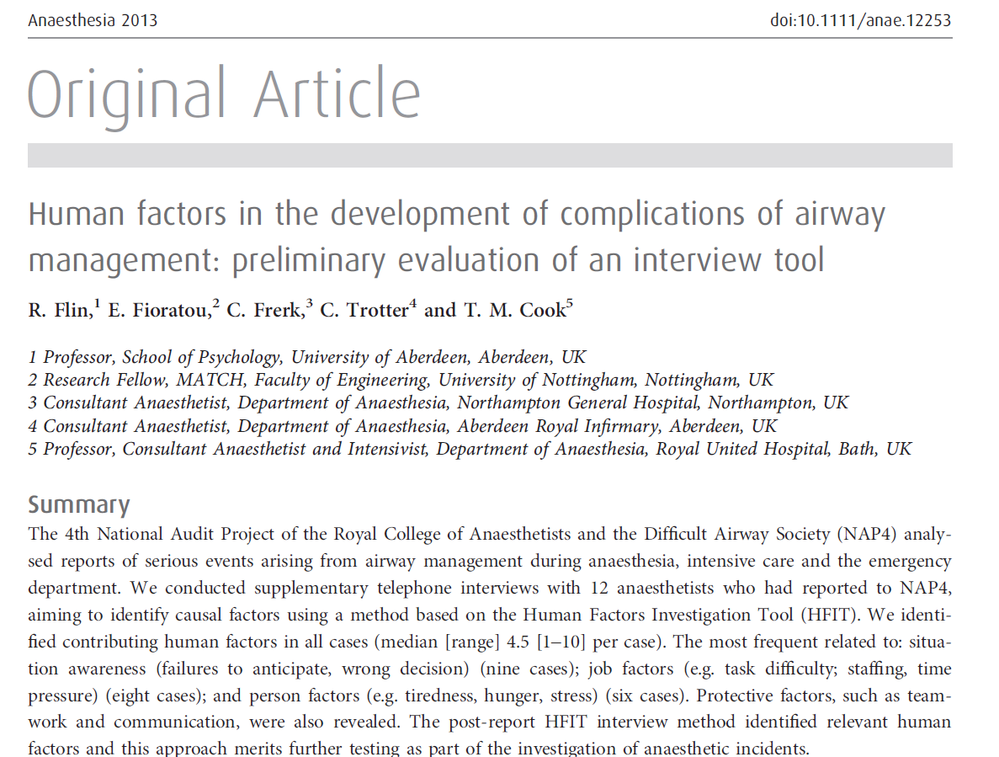 Anaesthesia 2013
doi:10.1111/anae.12253
Original Article
Human factors in the development of complications of airway
management: preliminary evaluation of an interview tool
R. Flin,1 E. Fioratou,2 C. Frerk,3 C. Trotter4 and T. M. Cook5
1 Professor, School of Psychology, University of Aberdeen, Aberdeen, UK
2 Research Fellow, MATCH, Faculty of Engineering, University of Nottingham, Nottingham, UK
3 Consultant Anaesthetist, Department of Anaesthesia, Northampton General Hospital, Northampton, UK
4 Consultant Anaesthetist, Department of Anaesthesia, Aberdeen Royal Infirmary, Aberdeen, UK
5 Professor, Consultant Anaesthetist and Intensivist, Department of Anaesthesia, Royal United Hospital, Bath, UK
Summary
The 4th National Audit Project of the Royal College of Anaesthetists and the Difficult Airway Society (NAP4) analy-
sed reports of serious events arising from airway management during anaesthesia, intensive care and the emergency
department. We conducted supplementary telephone interviews with 12 anaesthetists who had reported to NAP4,
aiming to identify causal factors using a method based on the Human Factors Investigation Tool (HFIT). We identi-
fied contributing human factors in all cases (median [range] 4.5 [1–10] per case). The most frequent related to: situa-
tion awareness (failures to anticipate, wrong decision) (nine cases); job factors (e.g. task difficulty; staffing, time
pressure) (eight cases); and person factors (e.g. tiredness, hunger, stress) (six cases). Protective factors, such as team-
work and communication, were also revealed. The post-report HFIT interview method identified relevant human
factors and this approach merits further testing as part of the investigation of anaesthetic incidents.